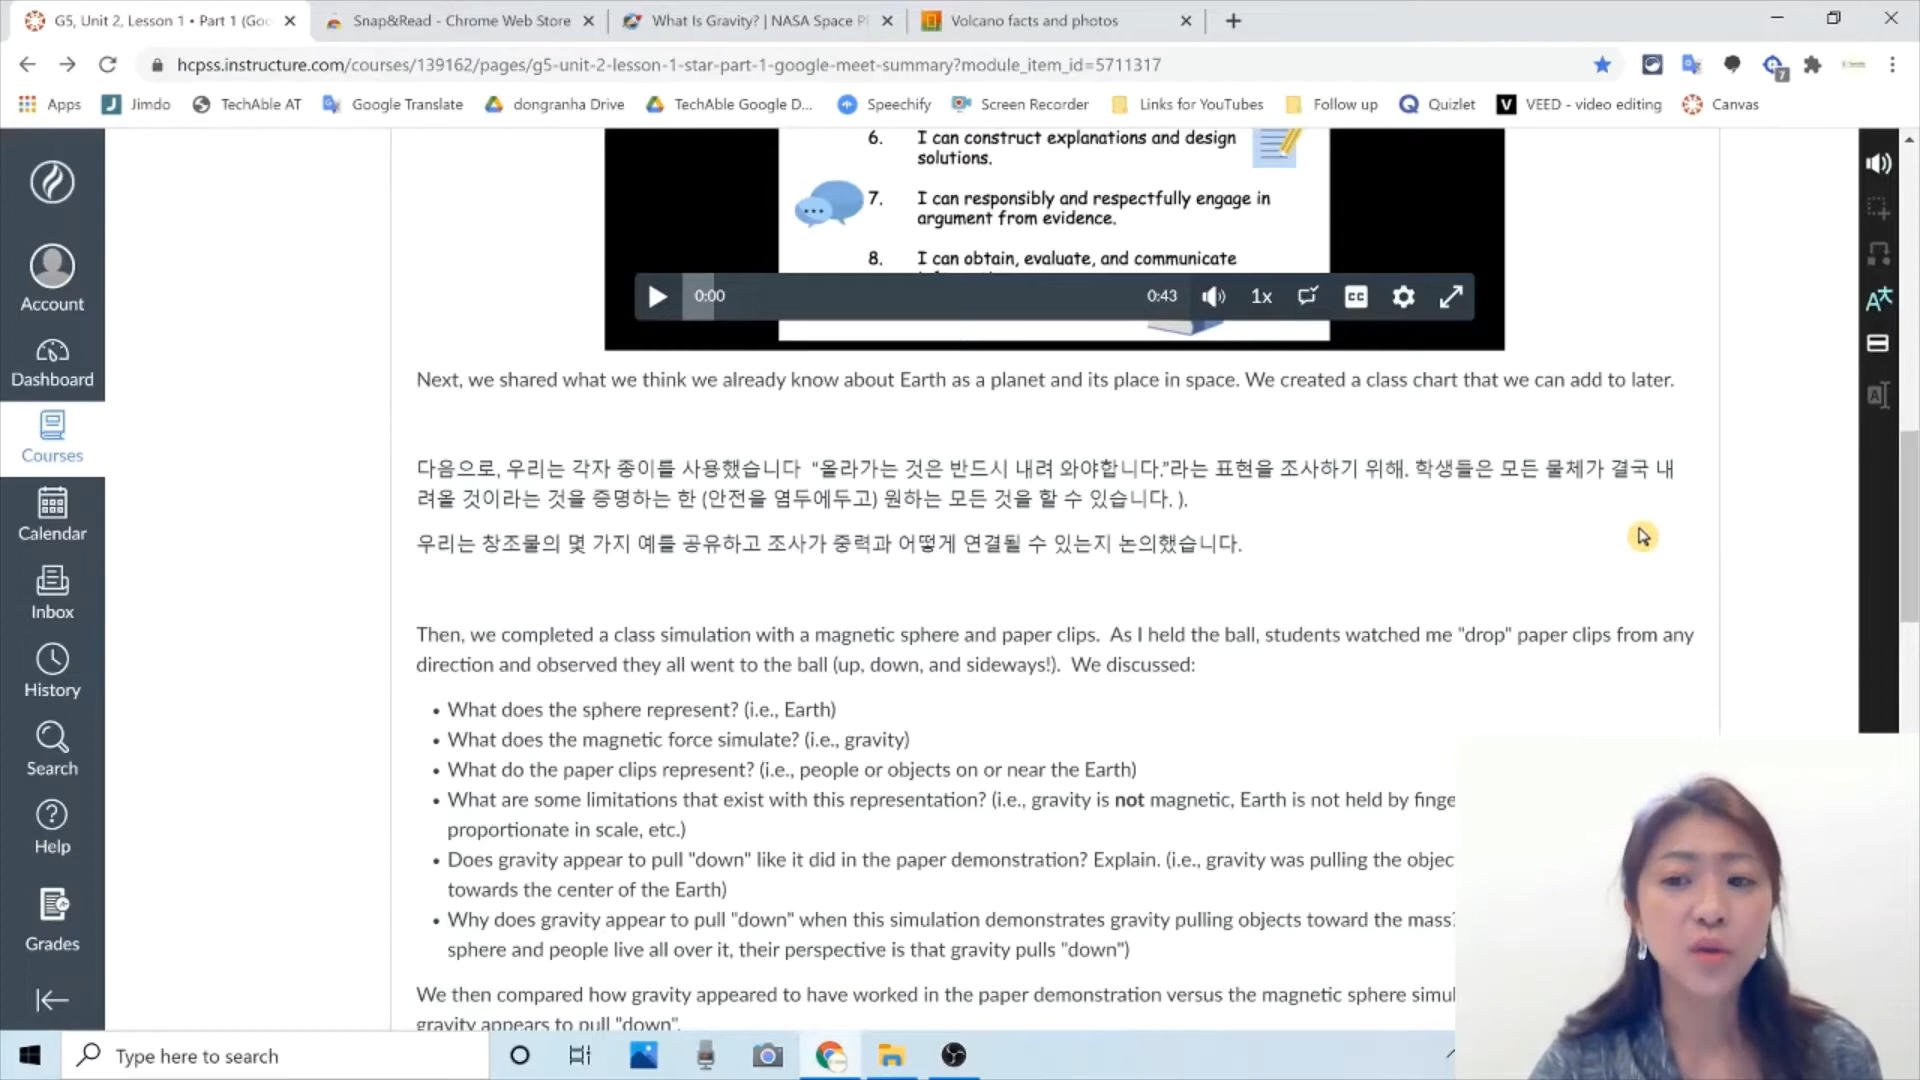 G5, Unit 2, Lesson 1 • Part 1 (Goo
Snap&Read - Chrome Web Store
What Is Gravity? | NASA Space Pl
Volcano facts and photos
hcpss.instructure.com/courses/139162/pages/g5-unit-2-lesson-1-star-part-1-google-meet-summary?module_item_id=5711317
7
Apps
Jimdo
TechAble AT
Google Translate
dongranha Drive
TechAble Google D...
Speechify
Screen Recorder
Links for YouTubes
Follow up
Quizlet
VEED - video editing
Canvas
Account
Dashboard
Courses
Calendar
Inbox
History
Search
Help
Grades
6. I can construct explanations and design
solutions.
7. I can responsibly and respectfully engage in
argument from evidence.
8. I can obtain, evaluate, and communicate
0:00
0:43
1x
CC
Next, we shared what we think we already know about Earth as a planet and its place in space. We created a class chart that we can add to later.
다음으로, 우리는 각자 종이를 사용했습니다 "올라가는 것은 반드시 내려 와야합니다."라는 표현을 조사하기 위해. 학생들은 모든 물체가 결국 내
려올 것이라는 것을 증명하는 한 (안전을 염두에두고) 원하는 모든 것을 할 수 있습니다. ).
우리는 창조물의 몇 가지 예를 공유하고 조사가 중력과 어떻게 연결될 수 있는지 논의했습니다.
Then, we completed a class simulation with a magnetic sphere and paper clips. As I held the ball, students watched me "drop" paper clips from any
direction and observed they all went to the ball (up, down, and sideways!). We discussed:
• What does the sphere represent? (i.e., Earth)
• What does the magnetic force simulate? (i.e., gravity)
• What do the paper clips represent? (i.e., people or objects on or near the Earth)
• What are some limitations that exist with this representation? (i.e., gravity is not magnetic, Earth is not held by finge
proportionate in scale, etc.)
• Does gravity appear to pull "down" like it did in the paper demonstration? Explain. (i.e., gravity was pulling the objec
towards the center of the Earth)
• Why does gravity appear to pull "down" when this simulation demonstrates gravity pulling objects toward the mass?
sphere and people live all over it, their perspective is that gravity pulls "down")
We then compared how gravity appeared to have worked in the paper demonstration versus the magnetic sphere simul
gravity appears to pull "down".
Type here to search